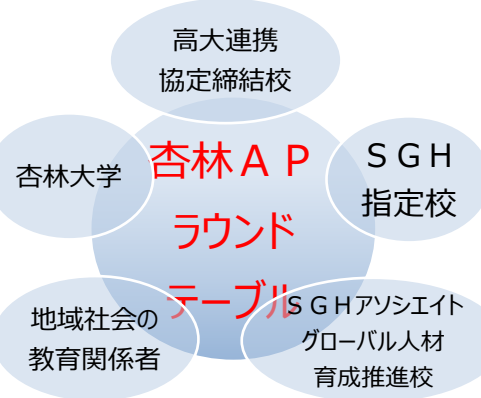 高大連携
協定締結校
杏林ＡＰ
ラウンド
テーブル
杏林大学
ＳＧＨ
指定校
地域社会の
教育関係者
ＳＧＨアソシエイト
グローバル人材
育成推進校